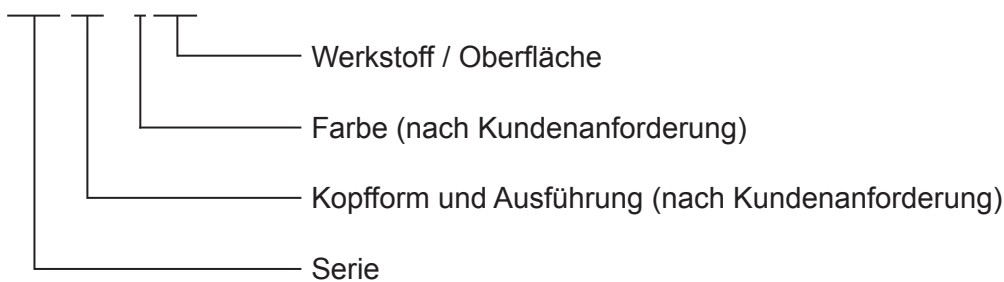 Werkstoff / Oberfläche
Farbe (nach Kundenanforderung)
Kopfform und Ausführung (nach Kundenanforderung)
Serie